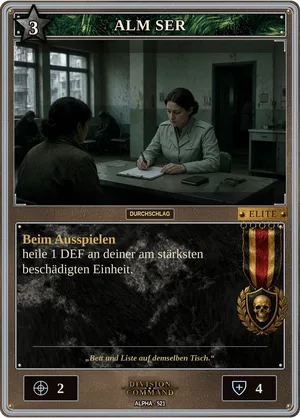 3
ALM SER
DURCHSCHLAG
ELITE
Beim Ausspielen
heile 1 DEF an deiner am stärksten
beschädigten Einheit.
„Bett und Liste auf demselben Tisch.“
2
DIVISION
COMMAND
ALPHA · S21
4